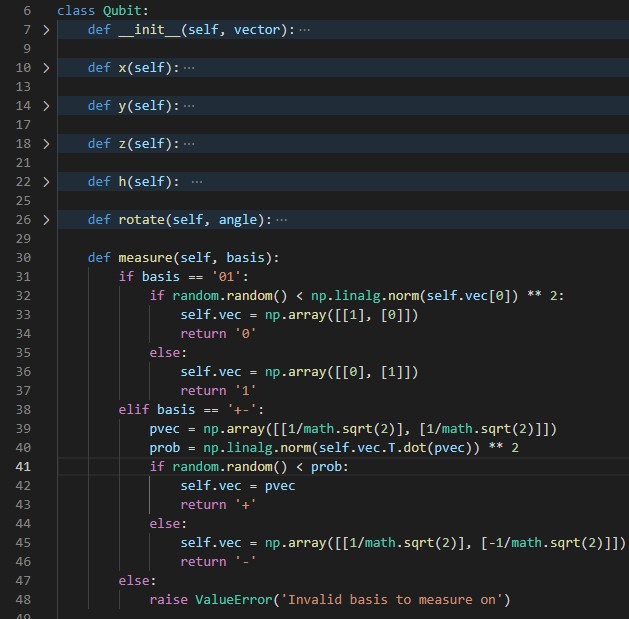 6 class Qubit:
7 > def __init__(self, vector): ···
9
10 > def x(self): ···
13
14 > def y(self): ···
17
18 > def z(self): ···
21
22 > def h(self): ···
25
26 > def rotate(self, angle): ···
29
30 def measure(self, basis):
31 if basis == '01':
32 if random.random() < np.linalg.norm(self.vec[0]) ** 2:
33 self.vec = np.array([[1], [0]])
34 return '0'
35 else:
36 self.vec = np.array([[0], [1]])
37 return '1'
38 elif basis == '+-':
39 pvec = np.array([[1/math.sqrt(2)], [1/math.sqrt(2)]])
40 prob = np.linalg.norm(self.vec.T.dot(pvec)) ** 2
41 if random.random() < prob:
42 self.vec = pvec
43 return '+'
44 else:
45 self.vec = np.array([[1/math.sqrt(2)], [-1/math.sqrt(2)]])
46 return '-'
47 else:
48 raise ValueError('Invalid basis to measure on')
49